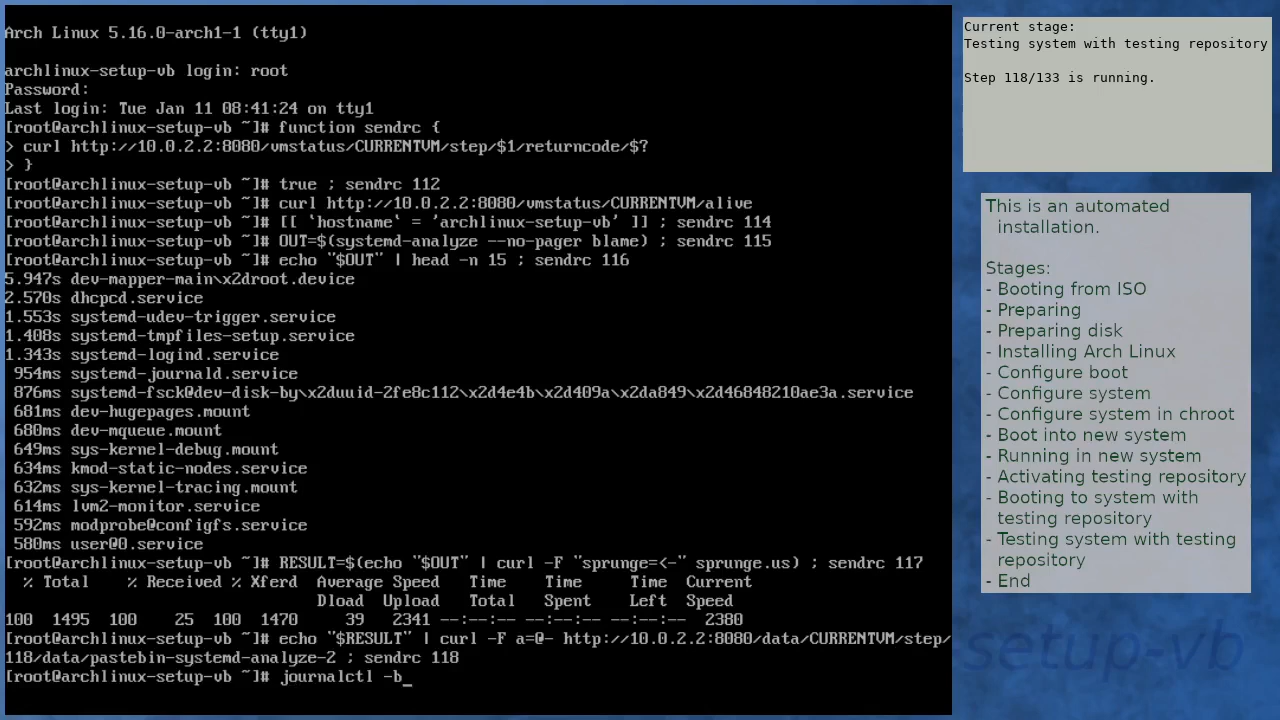 Arch Linux 5.16.0-arch1-1 (tty1)
archlinux-setup-vb login: root
Password:
Last login: Tue Jan 11 08:41:24 on tty1
[root@archlinux-setup-vb ~]# function sendrc {
> curl http://10.0.2.2:8080/vmstatus/CURRENTVM/step/$1/returncode/$?
> }
[root@archlinux-setup-vb ~]# true ; sendrc 112
[root@archlinux-setup-vb ~]# curl http://10.0.2.2:8080/vmstatus/CURRENTVM/alive
[root@archlinux-setup-vb ~]# [[ `hostname` = 'archlinux-setup-vb' ]] ; sendrc 114
[root@archlinux-setup-vb ~]# OUT=$(systemd-analyze --no-pager blame) ; sendrc 115
[root@archlinux-setup-vb ~]# echo "$OUT" | head -n 15 ; sendrc 116
5.947s dev-mapper-main\x2droot.device
2.570s dhcpcd.service
1.553s systemd-udev-trigger.service
1.408s systemd-tmpfiles-setup.service
1.343s systemd-logind.service
954ms systemd-journald.service
876ms systemd-fsck@dev-disk-by\x2duuid-2fe8c112\x2d4e4b\x2d409a\x2da849\x2d46848210ae3a.service
681ms dev-hugepages.mount
680ms dev-mqueue.mount
649ms sys-kernel-debug.mount
634ms kmod-static-nodes.service
632ms sys-kernel-tracing.mount
614ms lvm2-monitor.service
592ms modprobe@configfs.service
580ms user@0.service
[root@archlinux-setup-vb ~]# RESULT=$(echo "$OUT" | curl -F "sprunge=<-" sprunge.us) ; sendrc 117
% Total % Received % Xferd Average Speed Time Time Time Current
Dload Upload Total Spent Left Speed
100 1495 100 25 100 1470 39 2341 --:--:-- --:--:-- --:--:-- 2380
[root@archlinux-setup-vb ~]# echo "$RESULT" | curl -F a=@- http://10.0.2.2:8080/data/CURRENTVM/step/
118/data/pastebin-systemd-analyze-2 ; sendrc 118
[root@archlinux-setup-vb ~]# journalctl -b_
Current stage:
Testing system with testing repository
Step 118/133 is running.
This is an automated
installation.
Stages:
- Booting from ISO
- Preparing
- Preparing disk
- Installing Arch Linux
- Configure boot
- Configure system
- Configure system in chroot
- Boot into new system
- Running in new system
- Activating testing repository
- Booting to system with
testing repository
- Testing system with testing
repository
- End
setup-vb